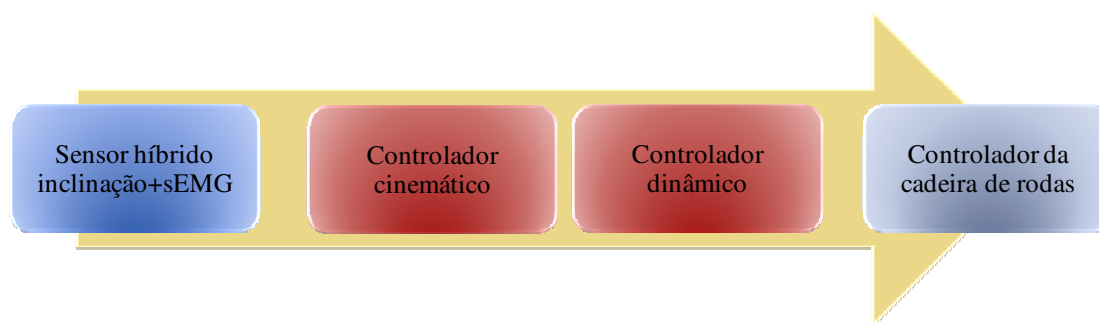 Sensor híbrido
inclinação+sEMG
Controlador
cinemático
Controlador
dinâmico
Controlador da
cadeira de rodas